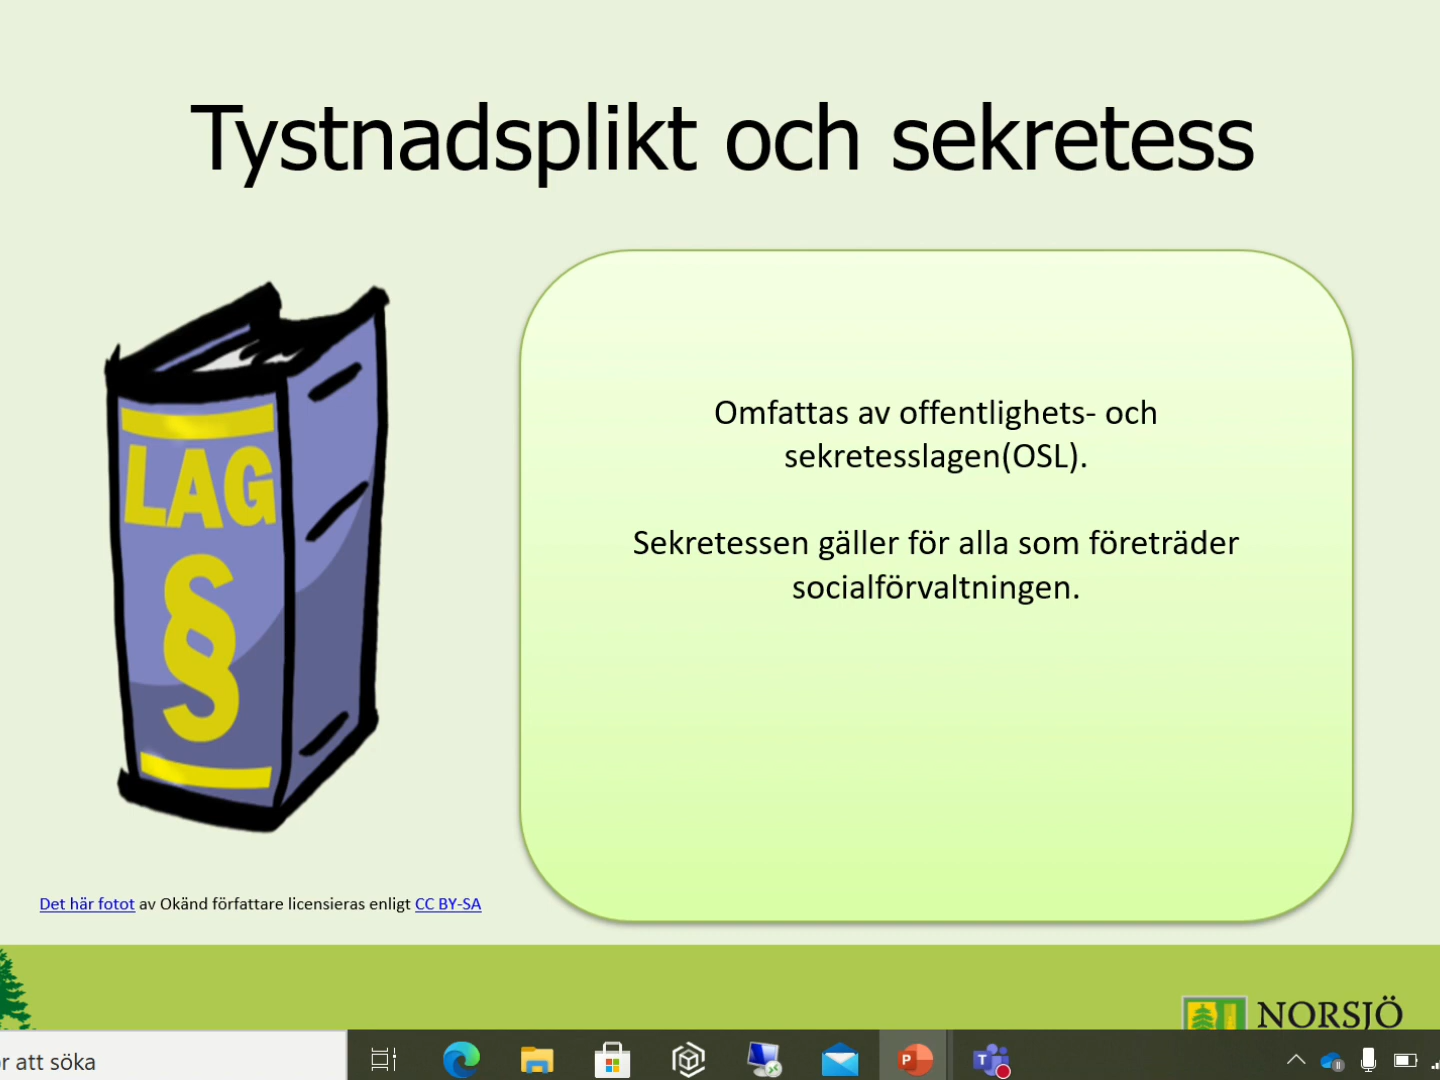 Tystnadsplikt och sekretess
LAG
§
Omfattas av offentlighets- och
sekretesslagen(OSL).
Sekretessen gäller för alla som företräder
socialförvaltningen.
Det här fotot av Okänd författare licensieras enligt CC BY-SA
NORSJÖ
r att söka
P
T